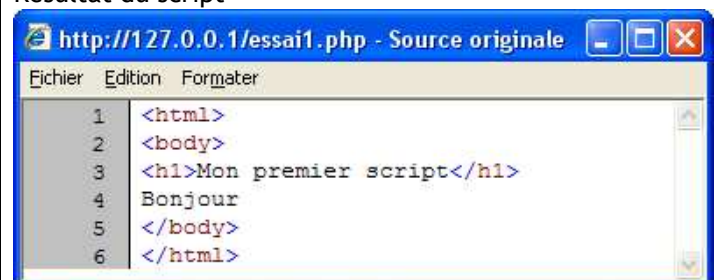 Résultat du script
http://127.0.0.1/essai1.php - Source originale
Fichier Edition Formater
1 <html>
2 <body>
3 <h1>Mon premier script</h1>
4 Bonjour
5 </body>
6 </html>